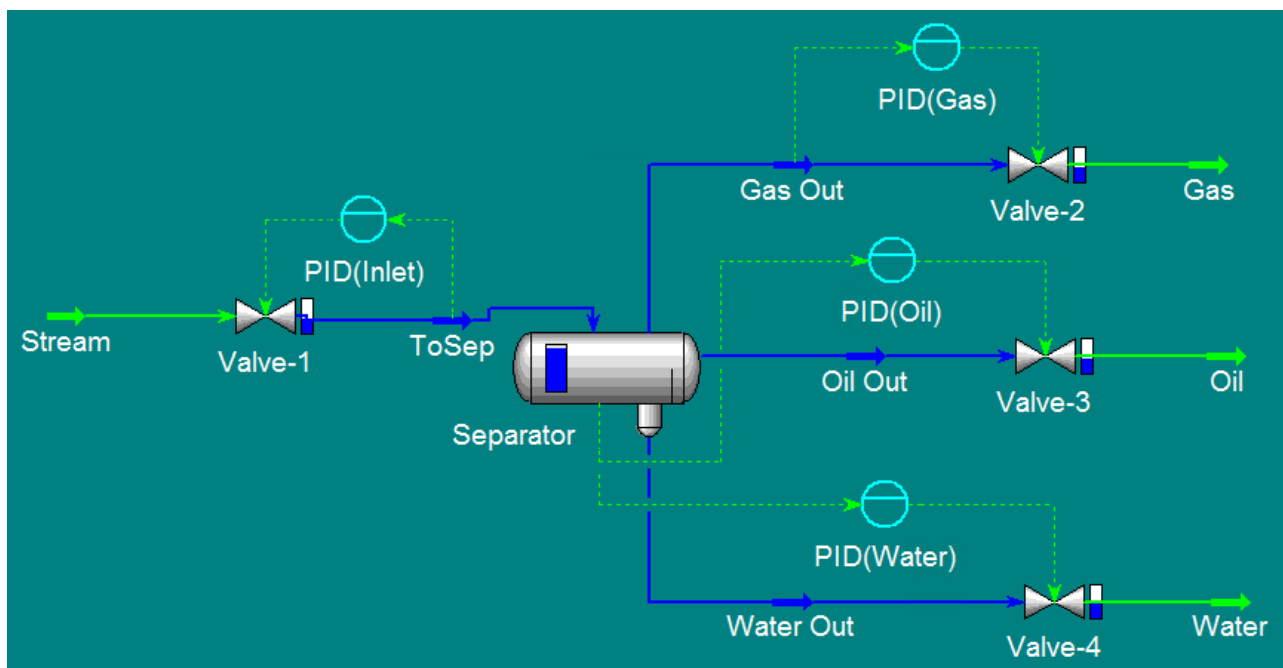 PID(Gas)
Gas Out
Valve-2
Gas
PID(Inlet)
PID(Oil)
Stream
Valve-1
ToSep
Oil Out
Valve-3
Oil
Separator
PID(Water)
Water Out
Valve-4
Water